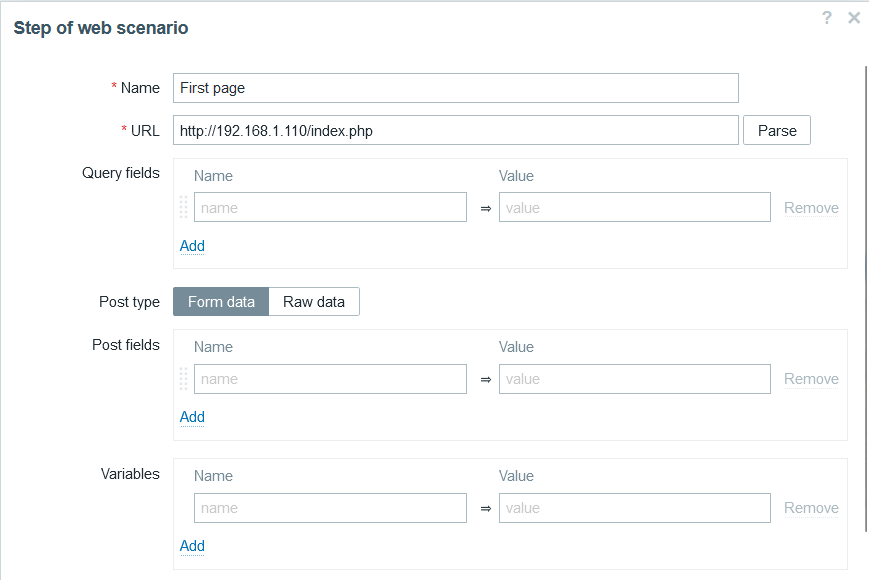 Step of web scenario ? ×
* Name First page
* URL http://192.168.1.110/index.php Parse
Query fields Name Value
name ⇒ value Remove
Add
Post type Form data Raw data
Post fields Name Value
name ⇒ value Remove
Add
Variables Name Value
name ⇒ value Remove
Add